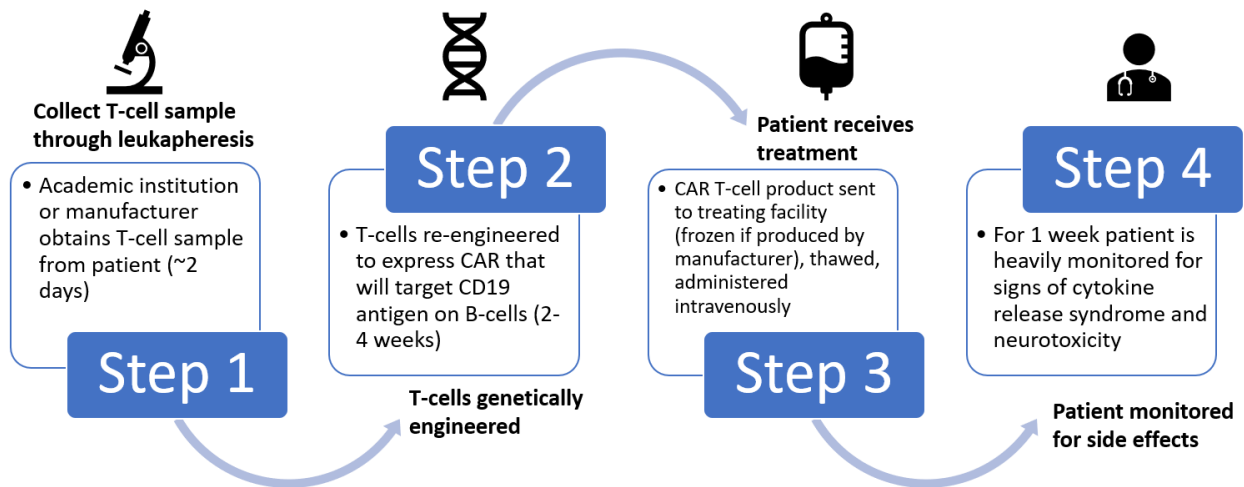 Collect T-cell sample
through leukapheresis
• Academic institution
or manufacturer
obtains T-cell sample
from patient (~2
days)
Step 1
Step 2
• T-cells re-engineered
to express CAR that
will target CD19
antigen on B-cells (2-
4 weeks)
T-cells genetically
engineered
Patient receives
treatment
• CAR T-cell product sent
to treating facility
(frozen if produced by
manufacturer), thawed,
administered
intravenously
Step 3
Step 4
• For 1 week patient is
heavily monitored for
signs of cytokine
release syndrome and
neurotoxicity
Patient monitored
for side effects